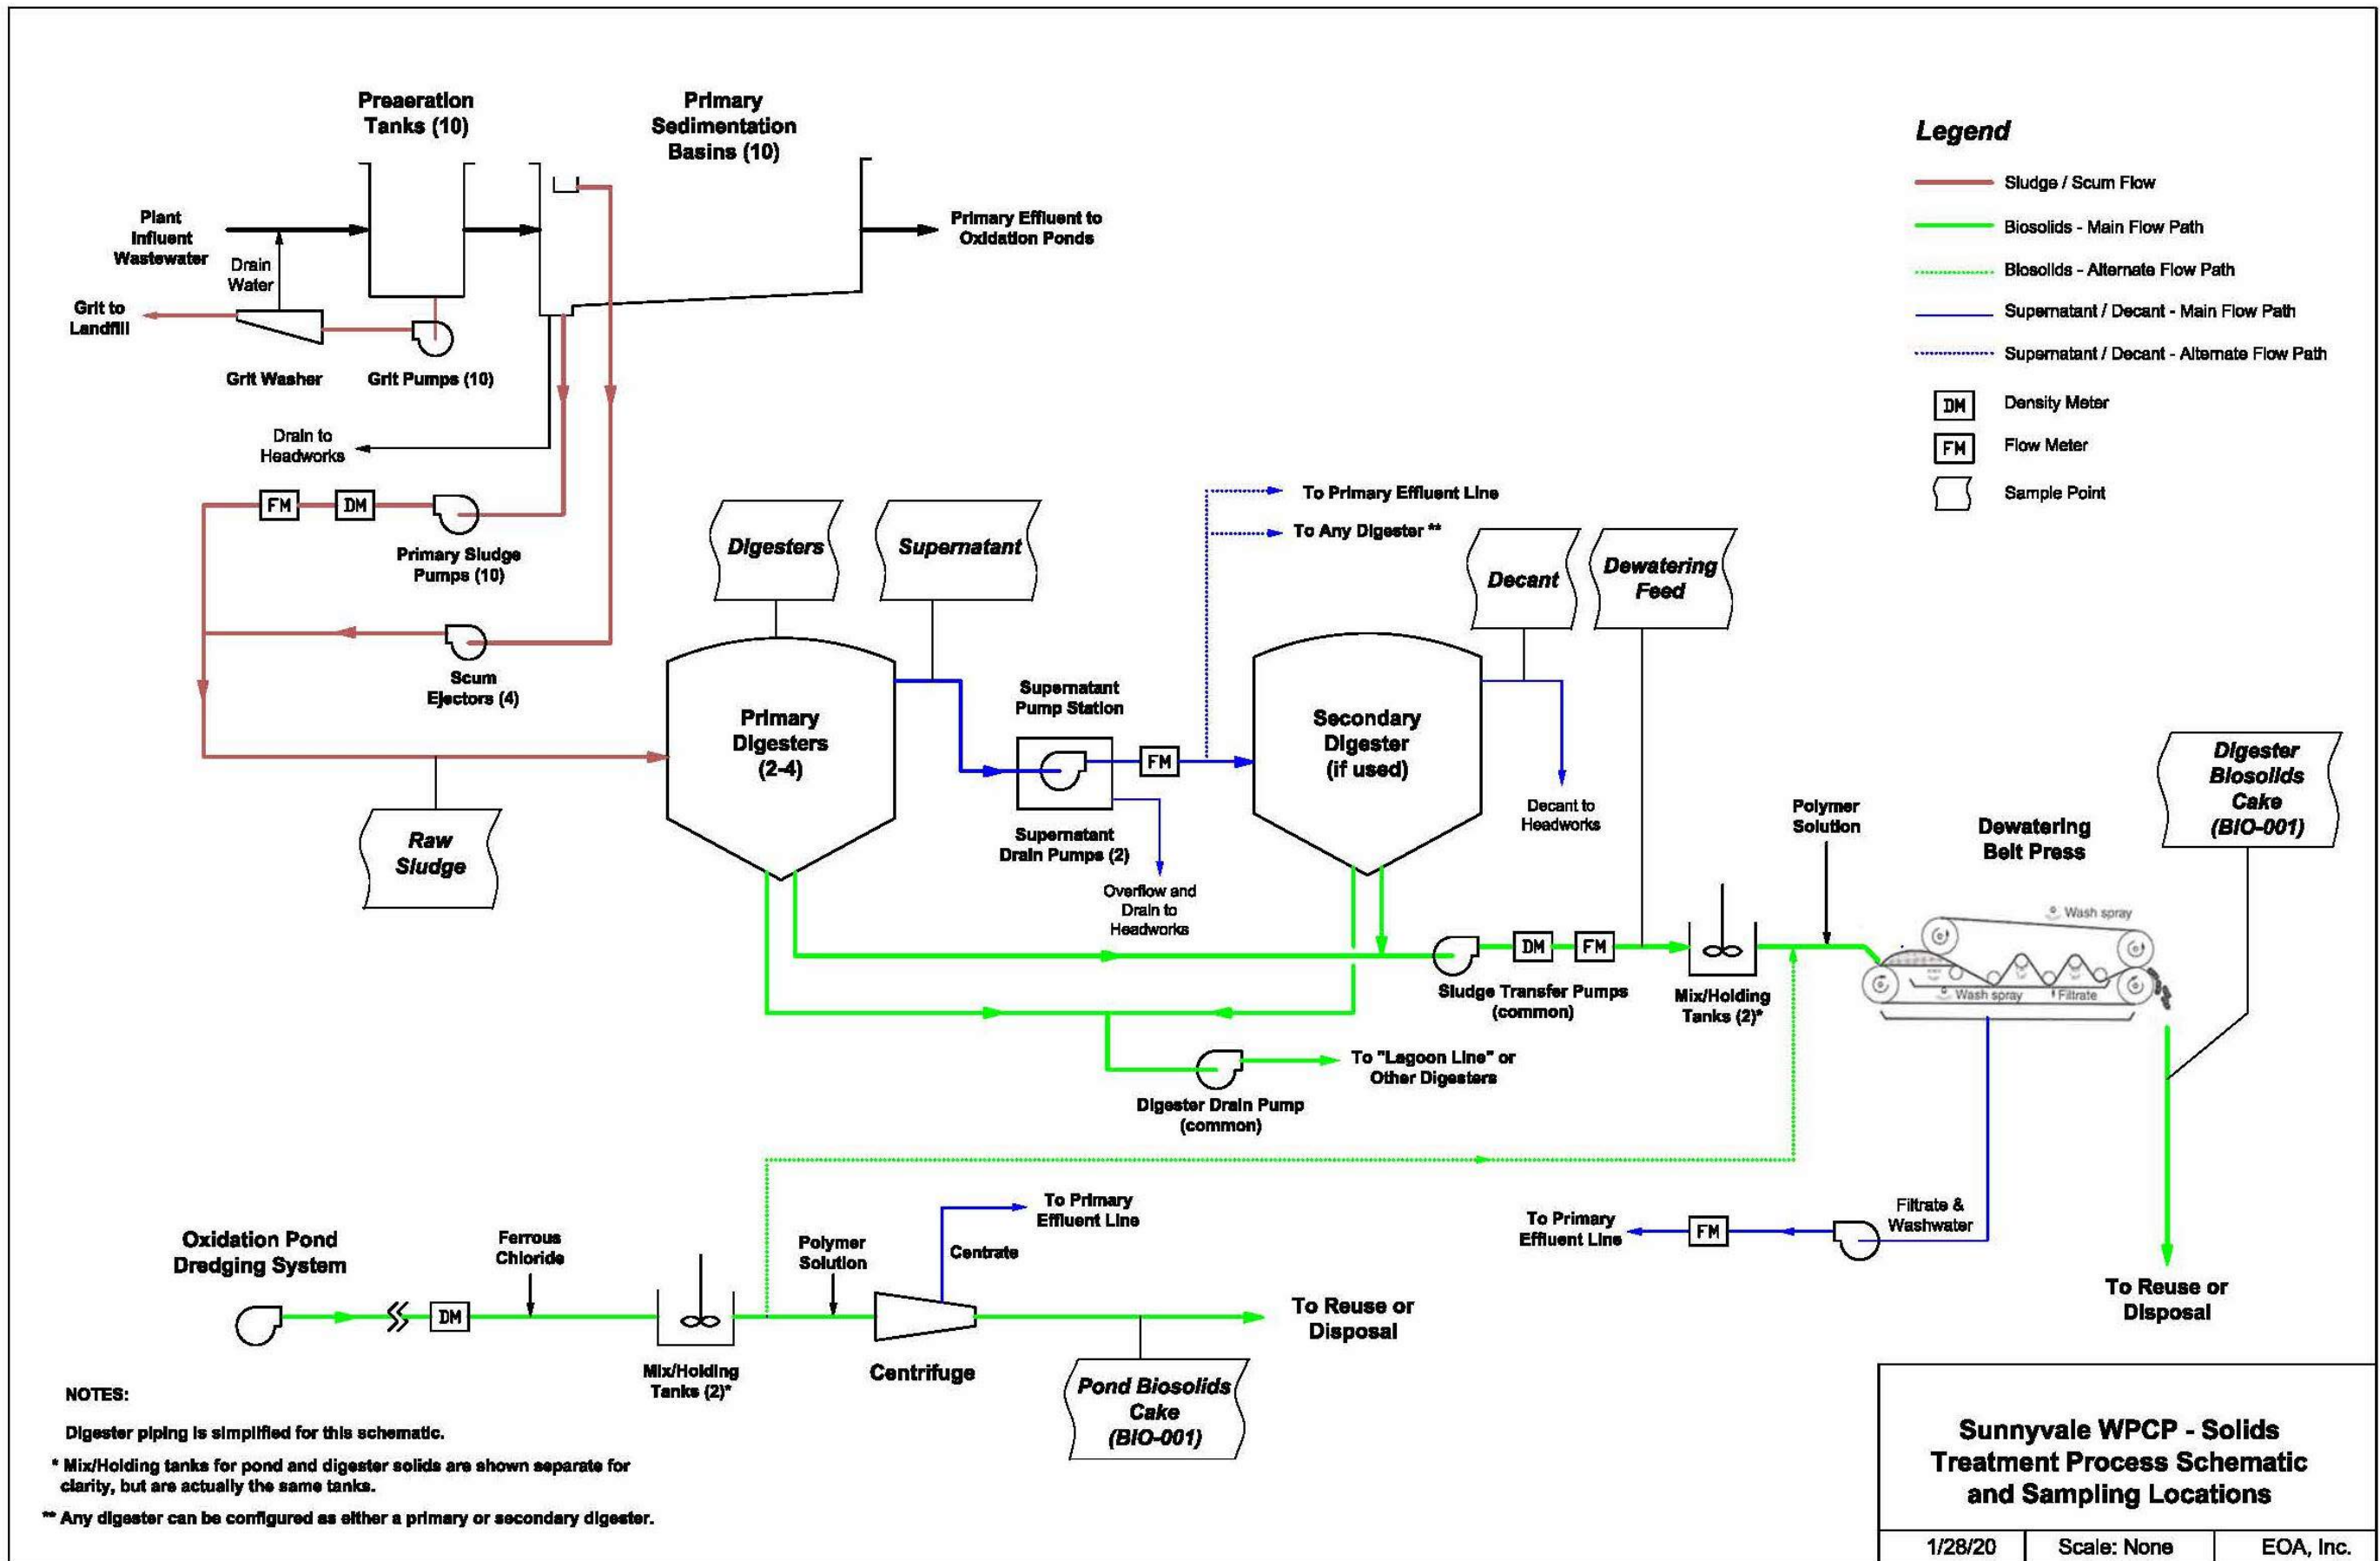 Preaeration
Tanks (10)
Primary
Sedimentation
Basins (10)
Plant
Influent
Wastewater
Drain
Water
Primary Effluent to
Oxidation Ponds
Grit to
Landfill
Grit Washer
Grit Pumps (10)
Drain to
Headworks
FM
DM
Primary Sludge
Pumps (10)
Scum
Ejectors (4)
Raw
Sludge
Legend
Sludge / Scum Flow
Biosolids - Main Flow Path
Biosolids - Alternate Flow Path
Supernatant / Decant - Main Flow Path
Supernatant / Decant - Alternate Flow Path
DM
Density Meter
FM
Flow Meter
Sample Point
Digesters
Supernatant
To Primary Effluent Line
To Any Digester **
Decant
Dewatering
Feed
Primary
Digesters
(2-4)
Supernatant
Pump Station
FM
Supernatant
Drain Pumps (2)
Overflow and
Drain to
Headworks
Secondary
Digester
(if used)
Decant to
Headworks
Polymer
Solution
Dewatering
Belt Press
Digester
Biosolids
Cake
(BIO-001)
Wash spray
Wash spray
Filtrate
DM
FM
Sludge Transfer Pumps
(common)
Mix/Holding
Tanks (2)*
To "Lagoon Line" or
Other Digesters
Digester Drain Pump
(common)
To Primary
Effluent Line
FM
Filtrate &
Washwater
To Reuse or
Disposal
Oxidation Pond
Dredging System
DM
Ferrous
Chloride
Mix/Holding
Tanks (2)*
Polymer
Solution
To Primary
Effluent Line
Centrate
Centrifuge
To Reuse or
Disposal
Pond Biosolids
Cake
(BIO-001)
NOTES:
Digester piping is simplified for this schematic.
* Mix/Holding tanks for pond and digester solids are shown separate for
clarity, but are actually the same tanks.
** Any digester can be configured as either a primary or secondary digester.
Sunnyvale WPCP - Solids
Treatment Process Schematic
and Sampling Locations
1/28/20
Scale: None
EOA, Inc.